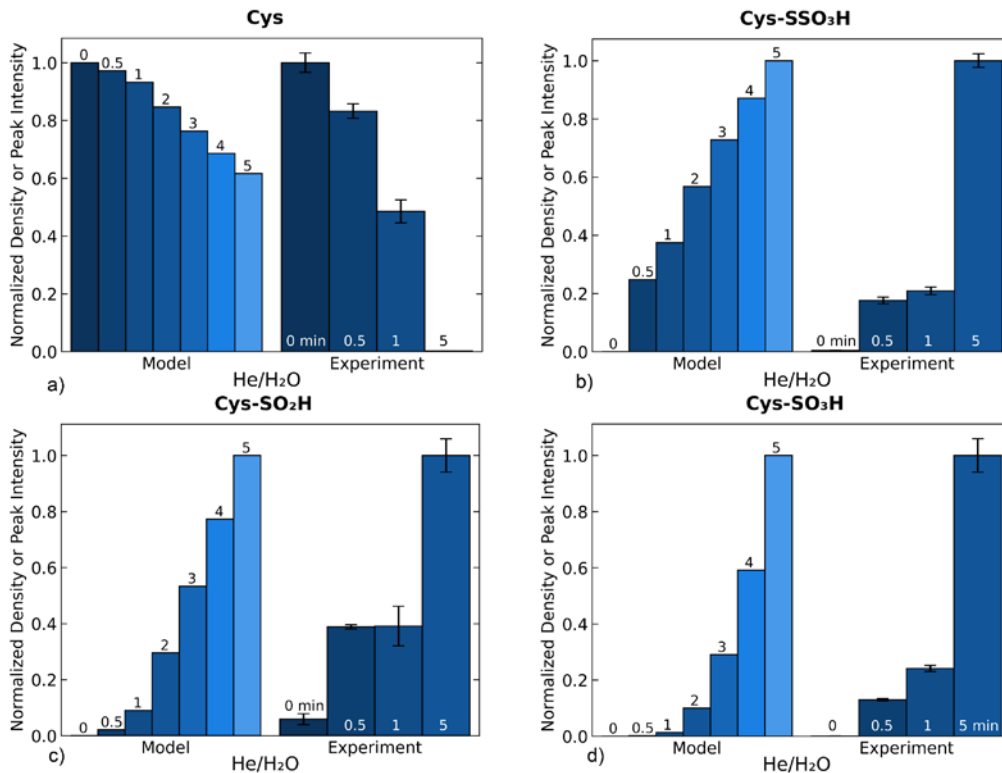 Cys
Normalized Density or Peak Intensity
1.0
0.8
0.6
0.4
0.2
0.0
0
0.5
1
2
3
4
5
0 min
0.5
1
5
Model
Experiment
a)
He/H₂O
Cys-SSO₃H
Normalized Density or Peak Intensity
1.0
0.8
0.6
0.4
0.2
0.0
0
0.5
1
2
3
4
5
0 min
0.5
1
5
Model
Experiment
b)
He/H₂O
Cys-SO₂H
Normalized Density or Peak Intensity
1.0
0.8
0.6
0.4
0.2
0.0
0
0.5
1
2
3
4
5
0 min
0.5
1
5
Model
Experiment
c)
He/H₂O
Cys-SO₃H
Normalized Density or Peak Intensity
1.0
0.8
0.6
0.4
0.2
0.0
0
0.5
1
2
3
4
5
0
0.5
1
5 min
Model
Experiment
d)
He/H₂O